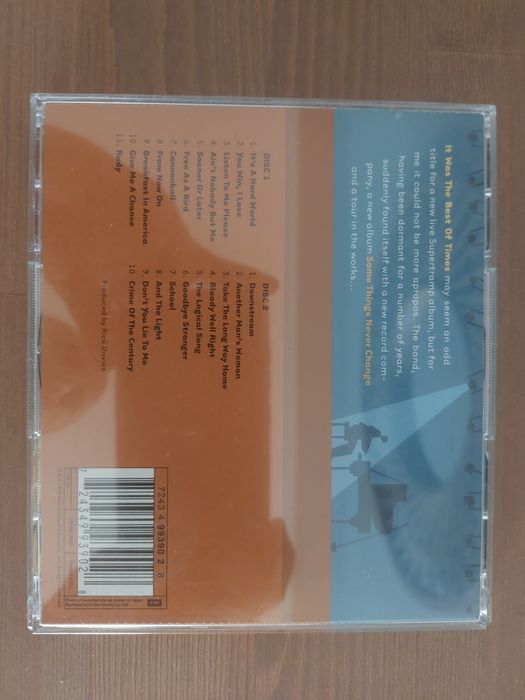 It Was The Best Of Times may seem an odd
title for a new live Supertramp album, but for
me it could not be more apropos. The band,
having been dormant for a number of years,
suddenly found itself with a new record com-
pany, a new album Some Things Never Change
and a tour in the works...
DISC 1
1. It's A Hard World
2. You Win, I Lose
3. Listen To Me Please
4. Ain't Nobody But Me
5. Sooner Or Later
6. Free As A Bird
7. Cannonball
8. From Now On
9. Breakfast In America
10. Give Me A Chance
11. Rudy
DISC 2
1. Downstream
2. Another Man's Woman
3. Take The Long Way Home
4. Bloody Well Right
5. The Logical Song
6. Goodbye Stranger
7. School
8. And The Light
9. Don't You Lie To Me
10. Crime Of The Century
Produced by Rick Davies
72434 99390 2 8
7 24349 93902 8
EMI